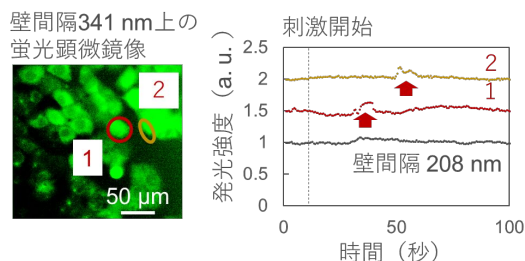 壁間隔341 nm上の
蛍光顕微鏡像
2
1
50 μm
刺激開始
発光強度（a. u.）
2.5
2
1.5
1
0.5
0
2
1
壁間隔 208 nm
0
50
100
時間（秒）